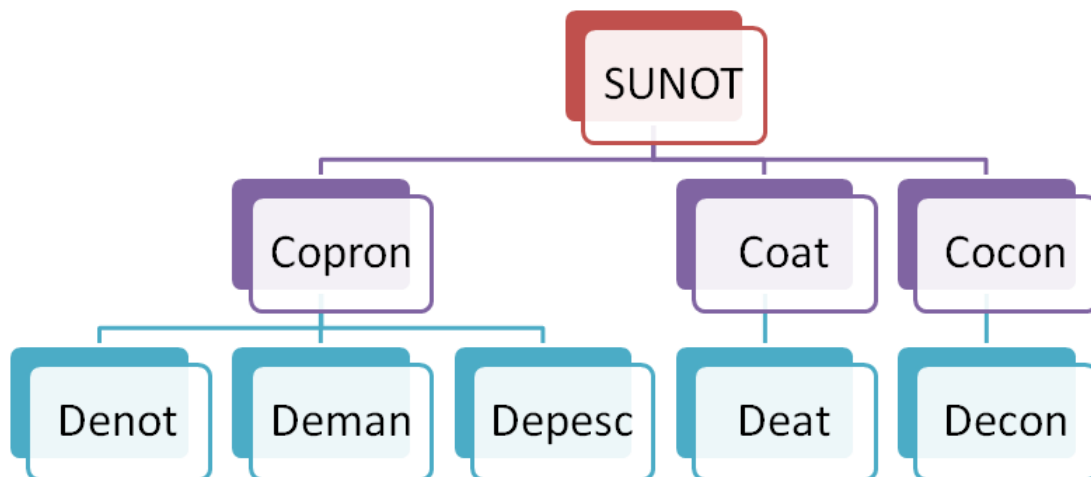 SUNOT
Copron
Coat
Cocon
Denot
Deman
Depesc
Deat
Decon